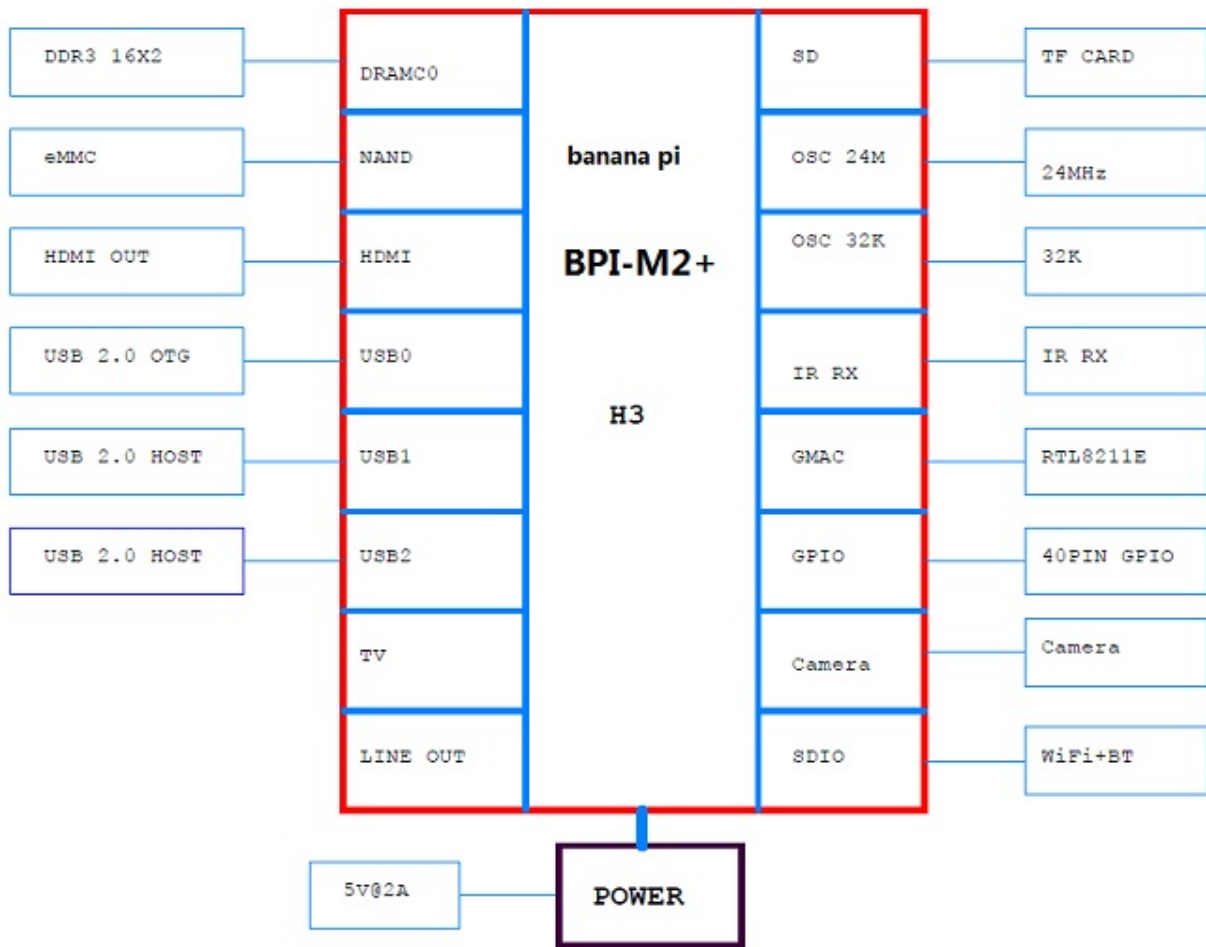 DDR3 16X2
DRAMC0
SD
TF CARD
eMMC
NAND
banana pi
OSC 24M
24MHz
HDMI OUT
HDMI
BPI-M2+
OSC 32K
32K
USB 2.0 OTG
USB0
IR RX
IR RX
H3
USB 2.0 HOST
USB1
GMAC
RTL8211E
USB 2.0 HOST
USB2
GPIO
40PIN GPIO
TV
Camera
Camera
LINE OUT
SDIO
WiFi+BT
5V@2A
POWER